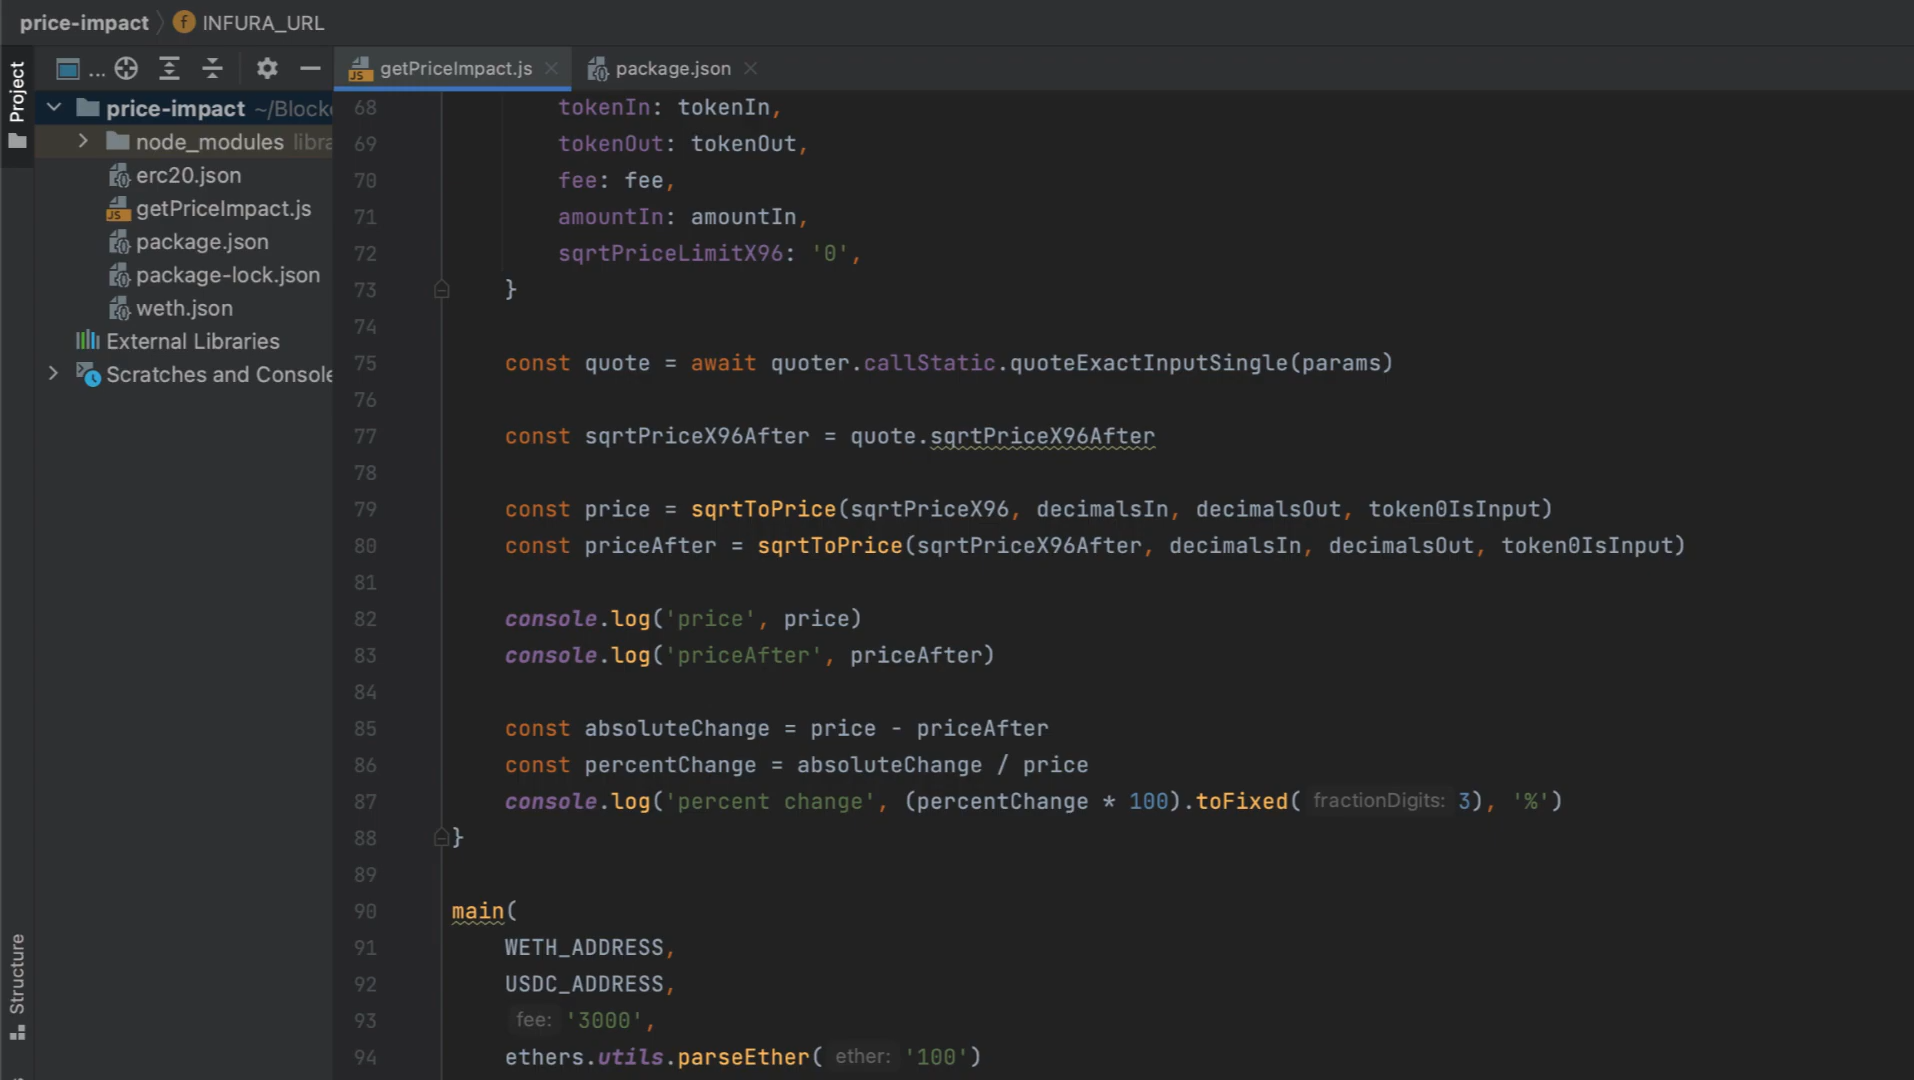 price-impact INFURA_URL
Project
...
getPriceImpact.js
package.json
price-impact ~/Blocke
node_modules libra
erc20.json
getPriceImpact.js
package.json
package-lock.json
weth.json
External Libraries
Scratches and Console
68 tokenIn: tokenIn,
69 tokenOut: tokenOut,
70 fee: fee,
71 amountIn: amountIn,
72 sqrtPriceLimitX96: '0',
73 }
74
75 const quote = await quoter.callStatic.quoteExactInputSingle(params)
76
77 const sqrtPriceX96After = quote.sqrtPriceX96After
78
79 const price = sqrtToPrice(sqrtPriceX96, decimalsIn, decimalsOut, token0IsInput)
80 const priceAfter = sqrtToPrice(sqrtPriceX96After, decimalsIn, decimalsOut, token0IsInput)
81
82 console.log('price', price)
83 console.log('priceAfter', priceAfter)
84
85 const absoluteChange = price - priceAfter
86 const percentChange = absoluteChange / price
87 console.log('percent change', (percentChange * 100).toFixed( fractionDigits: 3), '%')
88 }
89
90 main(
91 WETH_ADDRESS,
92 USDC_ADDRESS,
93 fee: '3000',
94 ethers.utils.parseEther( ether: '100')
Structure